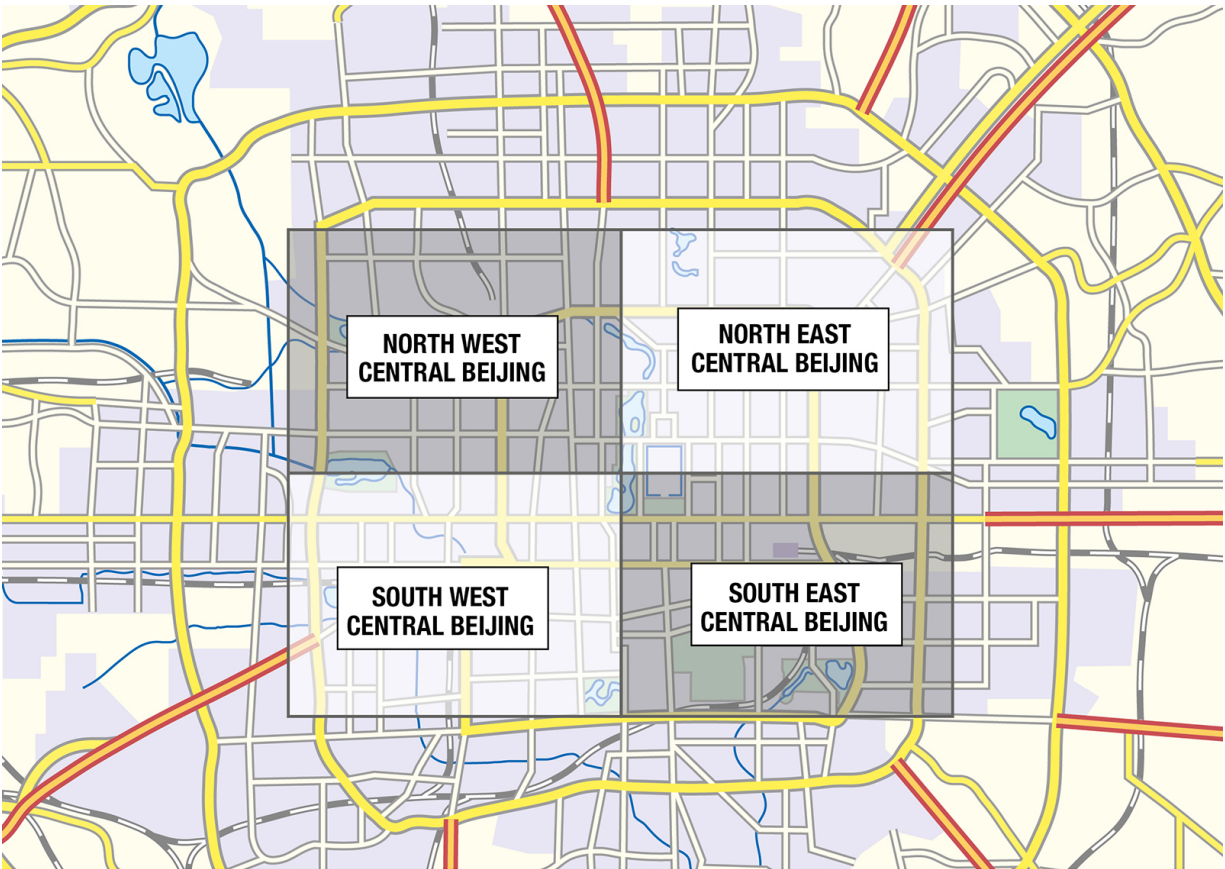 NORTH WEST
CENTRAL BEIJING
NORTH EAST
CENTRAL BEIJING
SOUTH WEST
CENTRAL BEIJING
SOUTH EAST
CENTRAL BEIJING